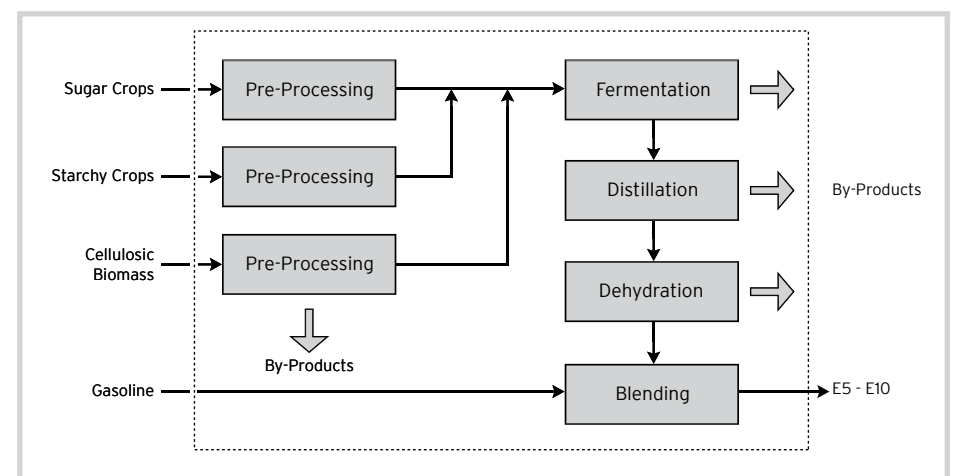 Sugar Crops
Pre-Processing
Fermentation
Starchy Crops
Pre-Processing
Distillation
By-Products
Cellulosic
Biomass
Pre-Processing
Dehydration
By-Products
Gasoline
Blending
E5 - E10